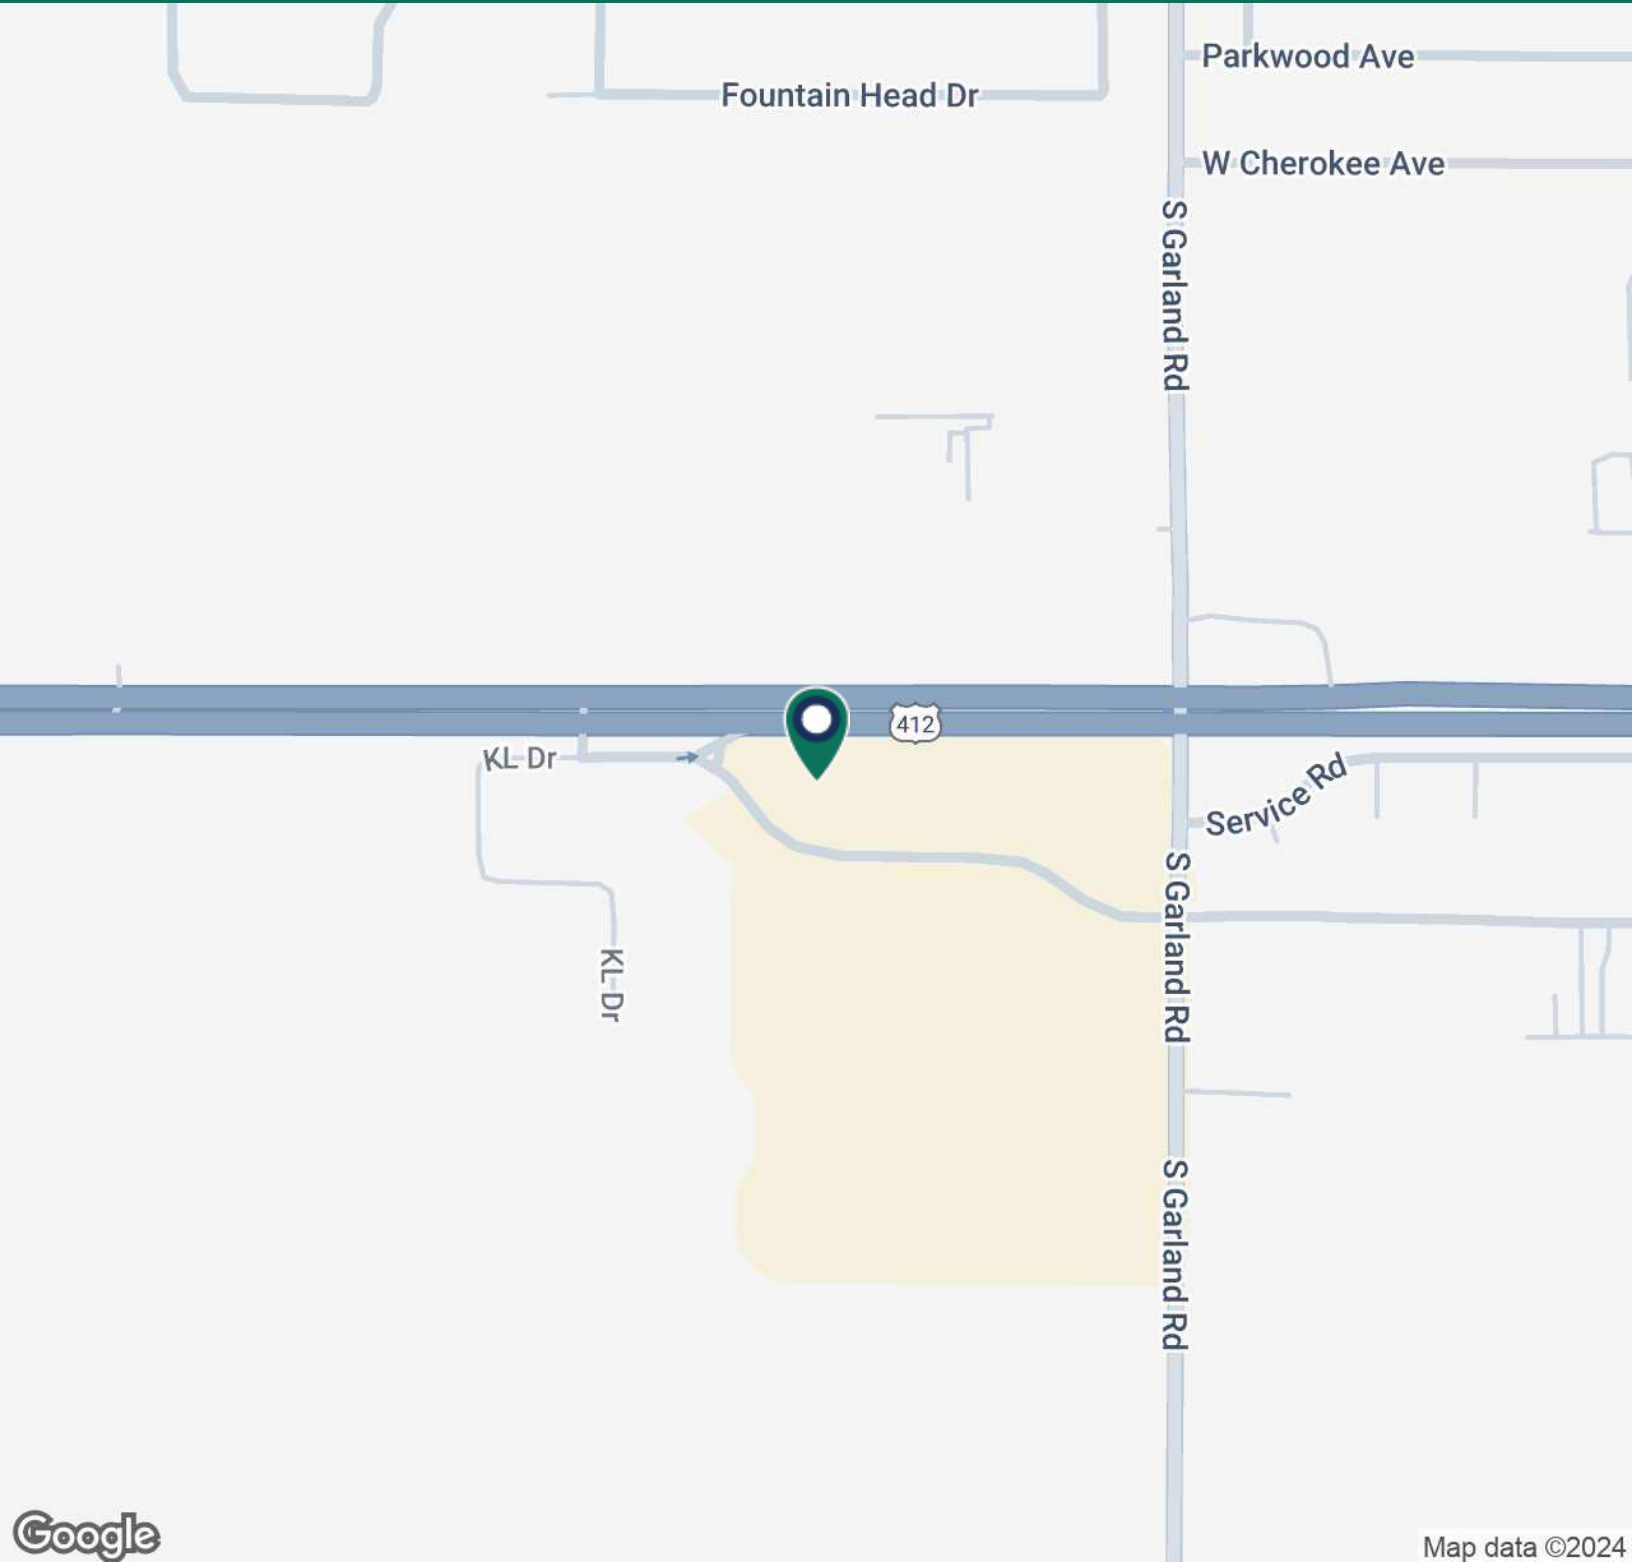 Parkwood Ave
Fountain Head Dr
W Cherokee Ave
S Garland Rd
412
KL Dr
Service Rd
S Garland Rd
KL Dr
S Garland Rd
Google
Map data ©2024